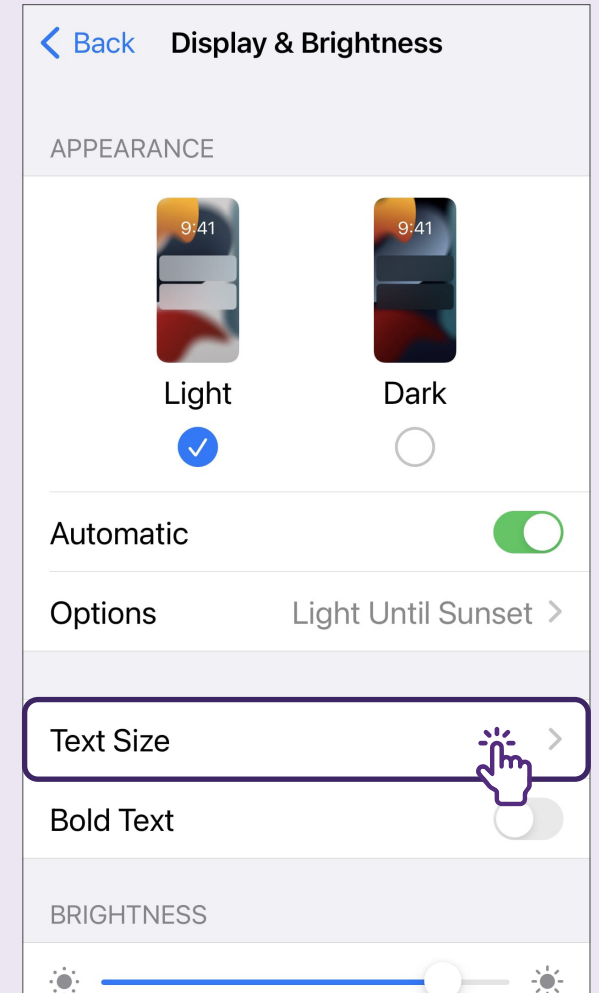 Back Display & Brightness
APPEARANCE
9:41 9:41
Light Dark
Automatic
Options Light Until Sunset
Text Size
Bold Text
BRIGHTNESS